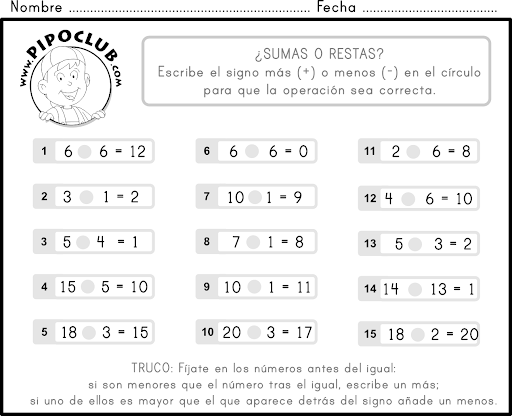 Nombre ........................................................ Fecha ................................
www.PIPOCLUB.com
¿SUMAS O RESTAS?
Escribe el signo más (+) o menos (-) en el círculo
para que la operación sea correcta.
1 6 6 = 12
6 6 6 = 0
11 2 6 = 8
2 3 1 = 2
7 10 1 = 9
12 4 6 = 10
3 5 4 = 1
8 7 1 = 8
13 5 3 = 2
4 15 5 = 10
9 10 1 = 11
14 14 13 = 1
5 18 3 = 15
10 20 3 = 17
15 18 2 = 20
TRUCO: Fíjate en los números antes del igual:
si son menores que el número tras el igual, escribe un más;
si uno de ellos es mayor que el que aparece detrás del signo añade un menos.